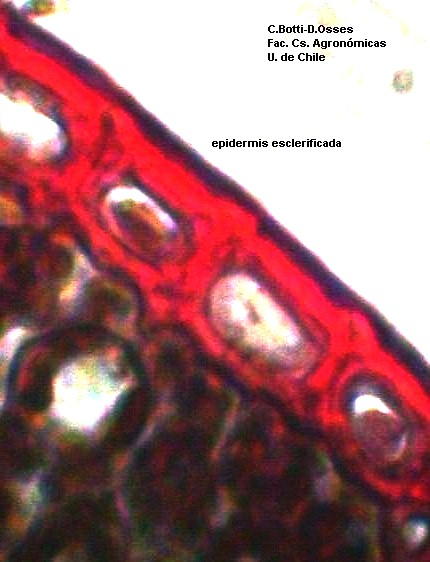 C.Botti-D.Osses
Fac. Cs. Agronómicas
U. de Chile
epidermis esclerificada